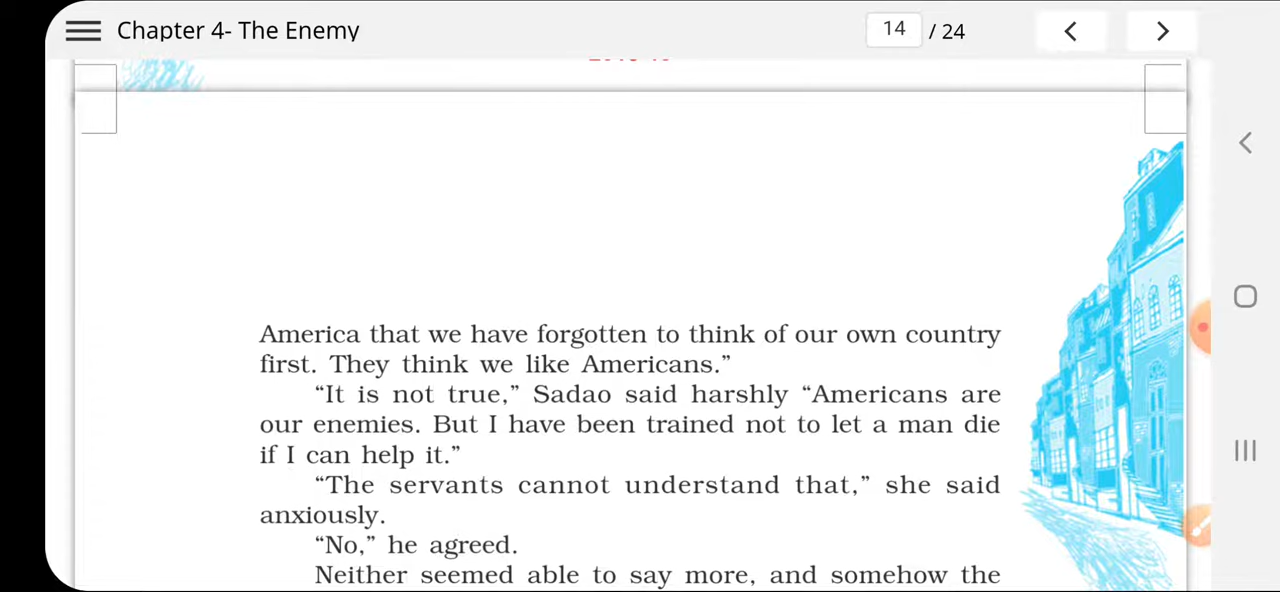 Chapter 4- The Enemy
14 / 24
America that we have forgotten to think of our own country
first. They think we like Americans.”
“It is not true,” Sadao said harshly “Americans are
our enemies. But I have been trained not to let a man die
if I can help it.”
“The servants cannot understand that,” she said
anxiously.
“No,” he agreed.
Neither seemed able to say more, and somehow the